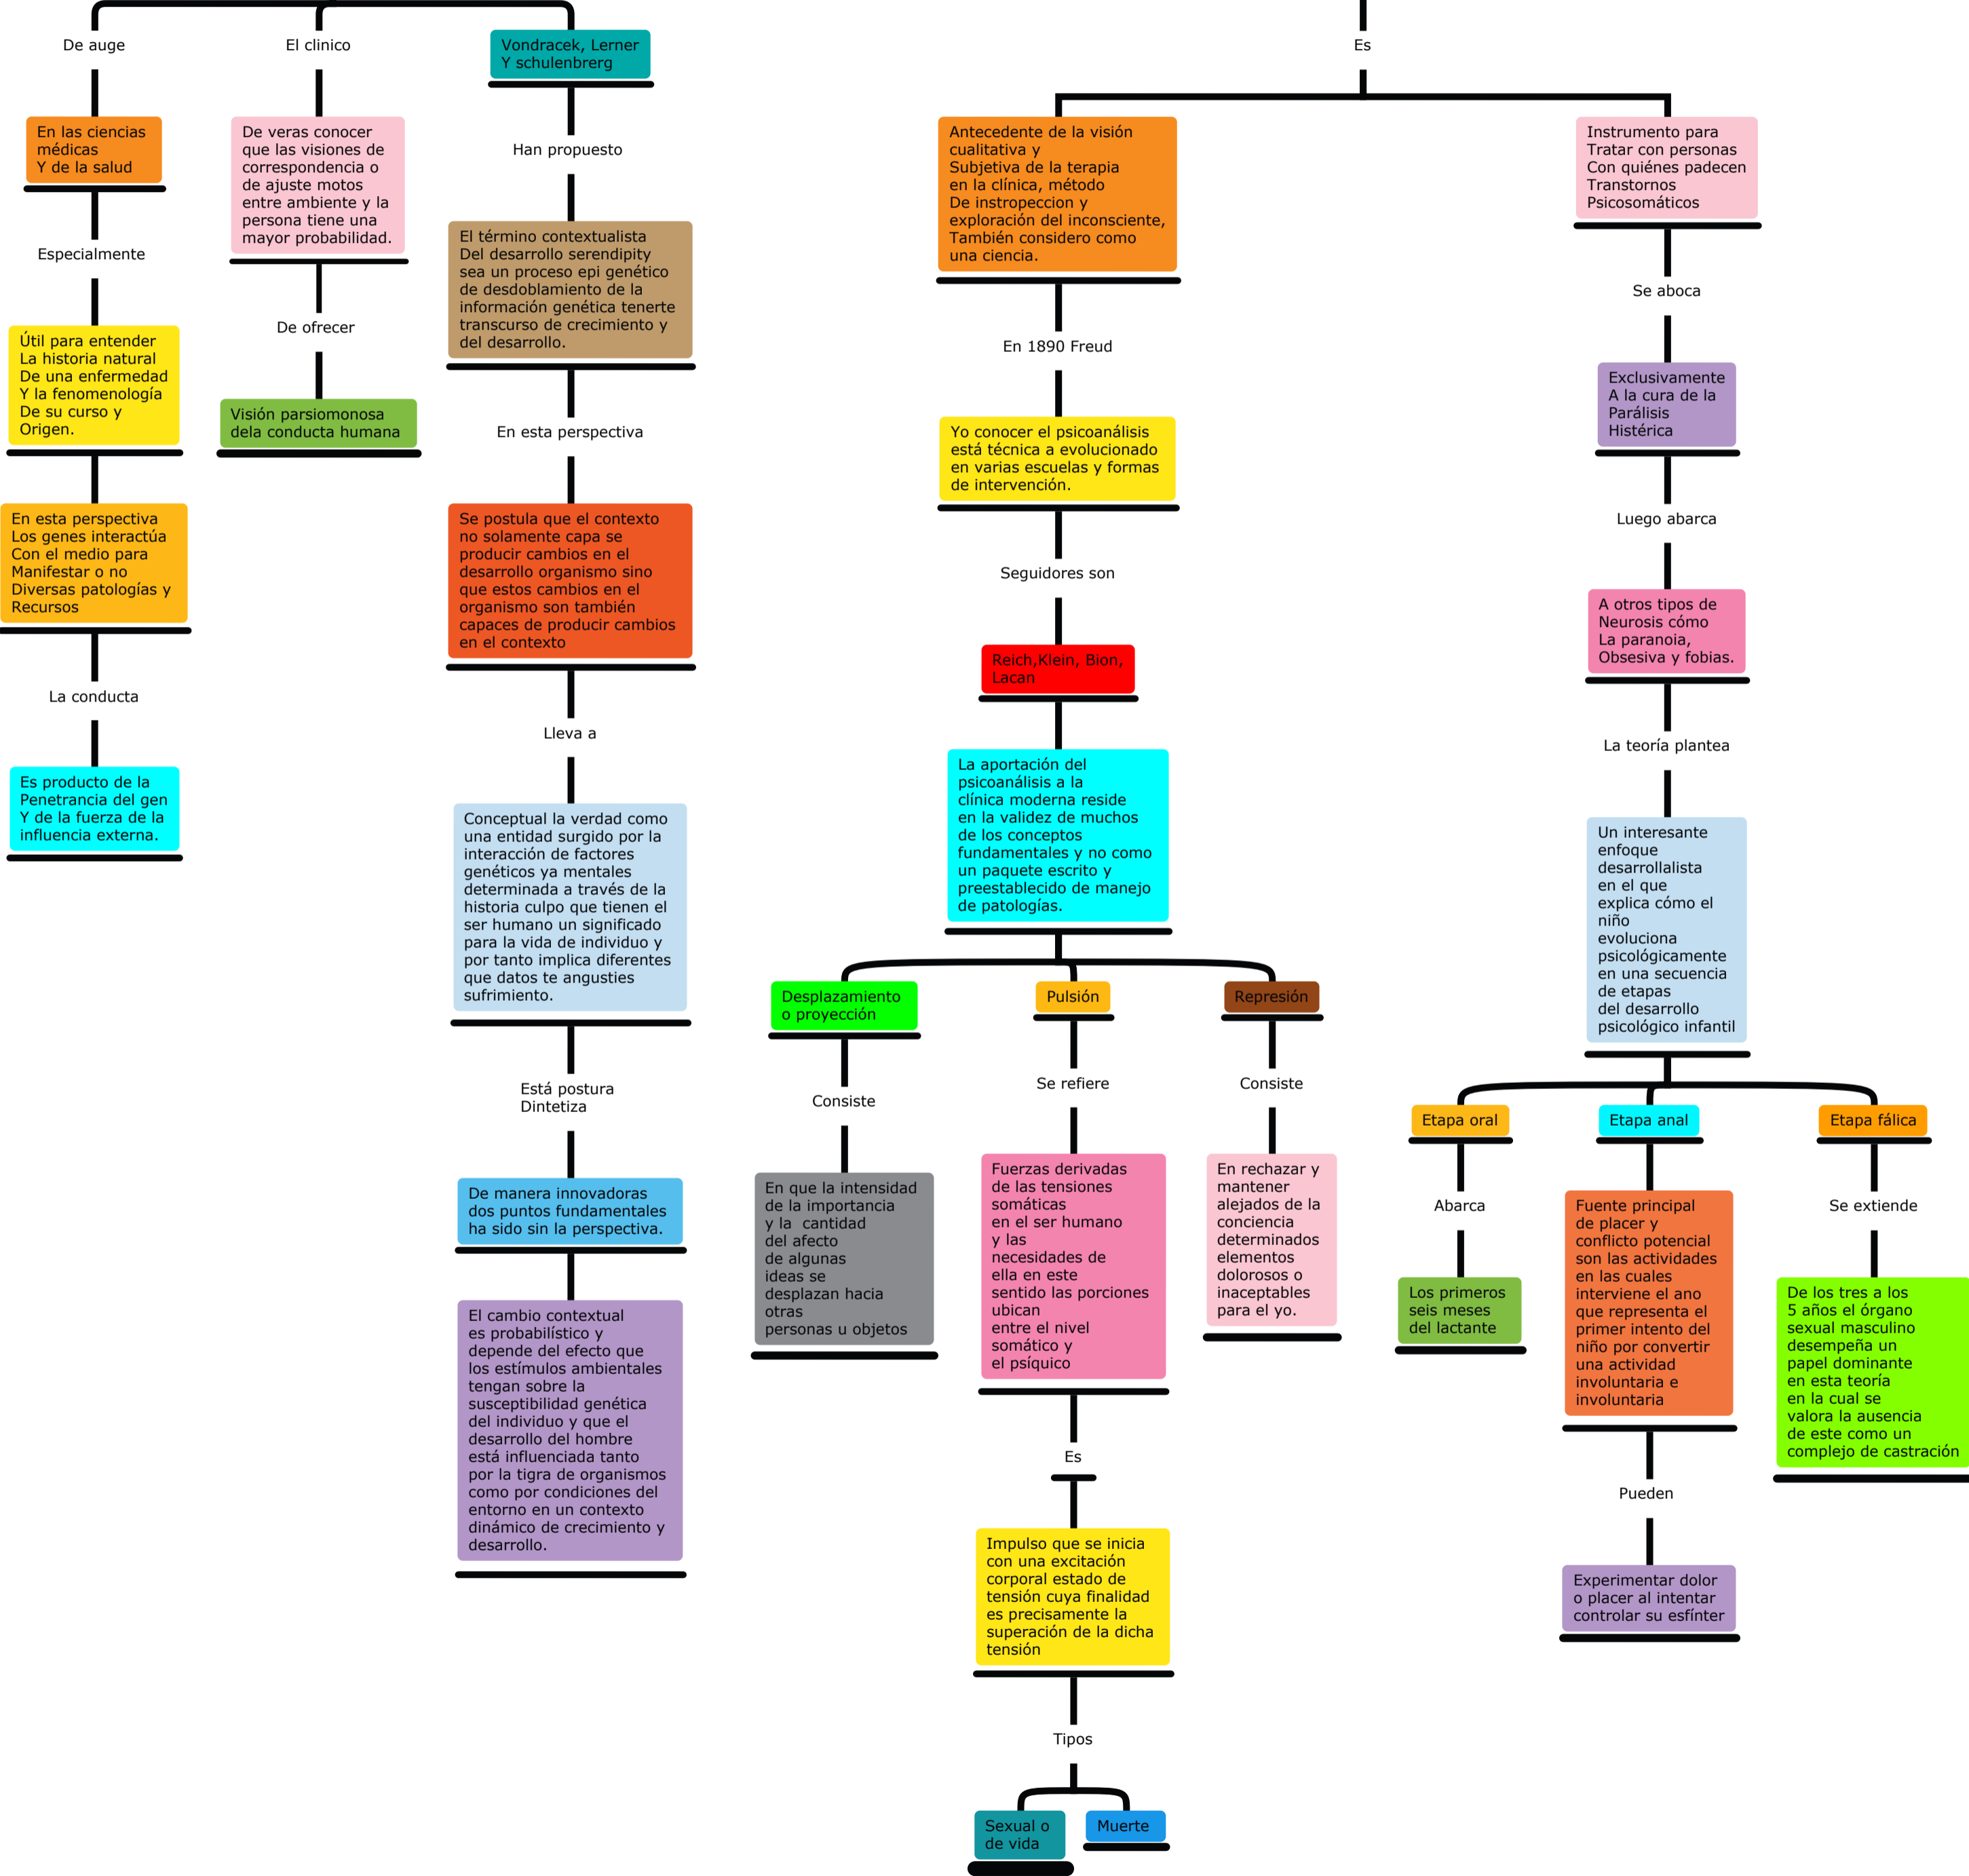 De auge
En las ciencias
médicas
Y de la salud
Especialmente
Útil para entender
La historia natural
De una enfermedad
Y la fenomenología
De su curso y
Origen.
En esta perspectiva
Los genes interactúa
Con el medio para
Manifestar o no
Diversas patologías y
Recursos
La conducta
Es producto de la
Penetrancia del gen
Y de la fuerza de la
influencia externa.
El clinico
De veras conocer
que las visiones de
correspondencia o
de ajuste motos
entre ambiente y la
persona tiene una
mayor probabilidad.
De ofrecer
Visión parsiomonosa
dela conducta humana
Vondracek, Lerner
Y schulenbrerg
Han propuesto
El término contextualista
Del desarrollo serendipity
sea un proceso epi genético
de desdoblamiento de la
información genética tenerte
transcurso de crecimiento y
del desarrollo.
En esta perspectiva
Se postula que el contexto
no solamente capa se
producir cambios en el
desarrollo organismo sino
que estos cambios en el
organismo son también
capaces de producir cambios
en el contexto
Lleva a
Conceptual la verdad como
una entidad surgido por la
interacción de factores
genéticos ya mentales
determinada a través de la
historia culpo que tienen el
ser humano un significado
para la vida de individuo y
por tanto implica diferentes
que datos te angusties
sufrimiento.
Está postura
Dintetiza
De manera innovadoras
dos puntos fundamentales
ha sido sin la perspectiva.
El cambio contextual
es probabilístico y
depende del efecto que
los estímulos ambientales
tengan sobre la
susceptibilidad genética
del individuo y que el
desarrollo del hombre
está influenciada tanto
por la tigra de organismos
como por condiciones del
entorno en un contexto
dinámico de crecimiento y
desarrollo.
Es
Antecedente de la visión
cualitativa y
Subjetiva de la terapia
en la clínica, método
De instropeccion y
exploración del inconsciente,
También considero como
una ciencia.
En 1890 Freud
Yo conocer el psicoanálisis
está técnica a evolucionado
en varias escuelas y formas
de intervención.
Seguidores son
Reich,Klein, Bion,
Lacan
La aportación del
psicoanálisis a la
clínica moderna reside
en la validez de muchos
de los conceptos
fundamentales y no como
un paquete escrito y
preestablecido de manejo
de patologías.
Desplazamiento
o proyección
Consiste
En que la intensidad
de la importancia
y la  cantidad
del afecto
de algunas
ideas se
desplazan hacia
otras
personas u objetos
Pulsión
Se refiere
Fuerzas derivadas
de las tensiones
somáticas
en el ser humano
y las
necesidades de
ella en este
sentido las porciones
ubican
entre el nivel
somático y
el psíquico
Es
Impulso que se inicia
con una excitación
corporal estado de
tensión cuya finalidad
es precisamente la
superación de la dicha
tensión
Tipos
Sexual o
de vida
Muerte
Represión
Consiste
En rechazar y
mantener
alejados de la
conciencia
determinados
elementos
dolorosos o
inaceptables
para el yo.
Instrumento para
Tratar con personas
Con quiénes padecen
Transtornos
Psicosomáticos
Se aboca
Exclusivamente
A la cura de la
Parálisis
Histérica
Luego abarca
A otros tipos de
Neurosis cómo
La paranoia,
Obsesiva y fobias.
La teoría plantea
Un interesante
enfoque
desarrollalista
en el que
explica cómo el
niño
evoluciona
psicológicamente
en una secuencia
de etapas
del desarrollo
psicológico infantil
Etapa oral
Abarca
Los primeros
seis meses
del lactante
Etapa anal
Fuente principal
de placer y
conflicto potencial
son las actividades
en las cuales
interviene el ano
que representa el
primer intento del
niño por convertir
una actividad
involuntaria e
involuntaria
Pueden
Experimentar dolor
o placer al intentar
controlar su esfínter
Etapa fálica
Se extiende
De los tres a los
5 años el órgano
sexual masculino
desempeña un
papel dominante
en esta teoría
en la cual se
valora la ausencia
de este como un
complejo de castración